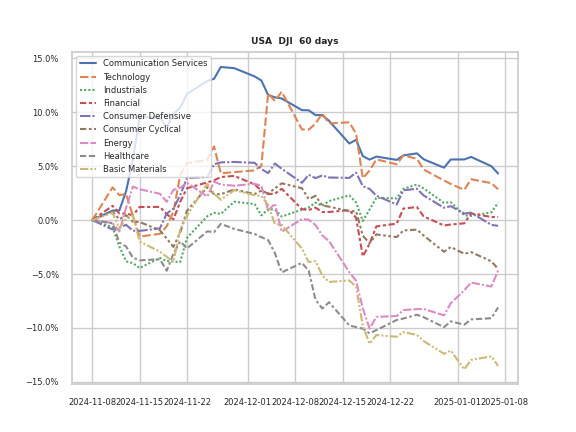 USA DJI 60 days
15.0%
10.0%
5.0%
0.0%
−5.0%
−10.0%
−15.0%
Communication Services
Technology
Industrials
Financial
Consumer Defensive
Consumer Cyclical
Energy
Healthcare
Basic Materials
2024-11-08 2024-11-15 2024-11-22 2024-12-01 2024-12-08 2024-12-15 2024-12-22 2025-01-01 2025-01-08